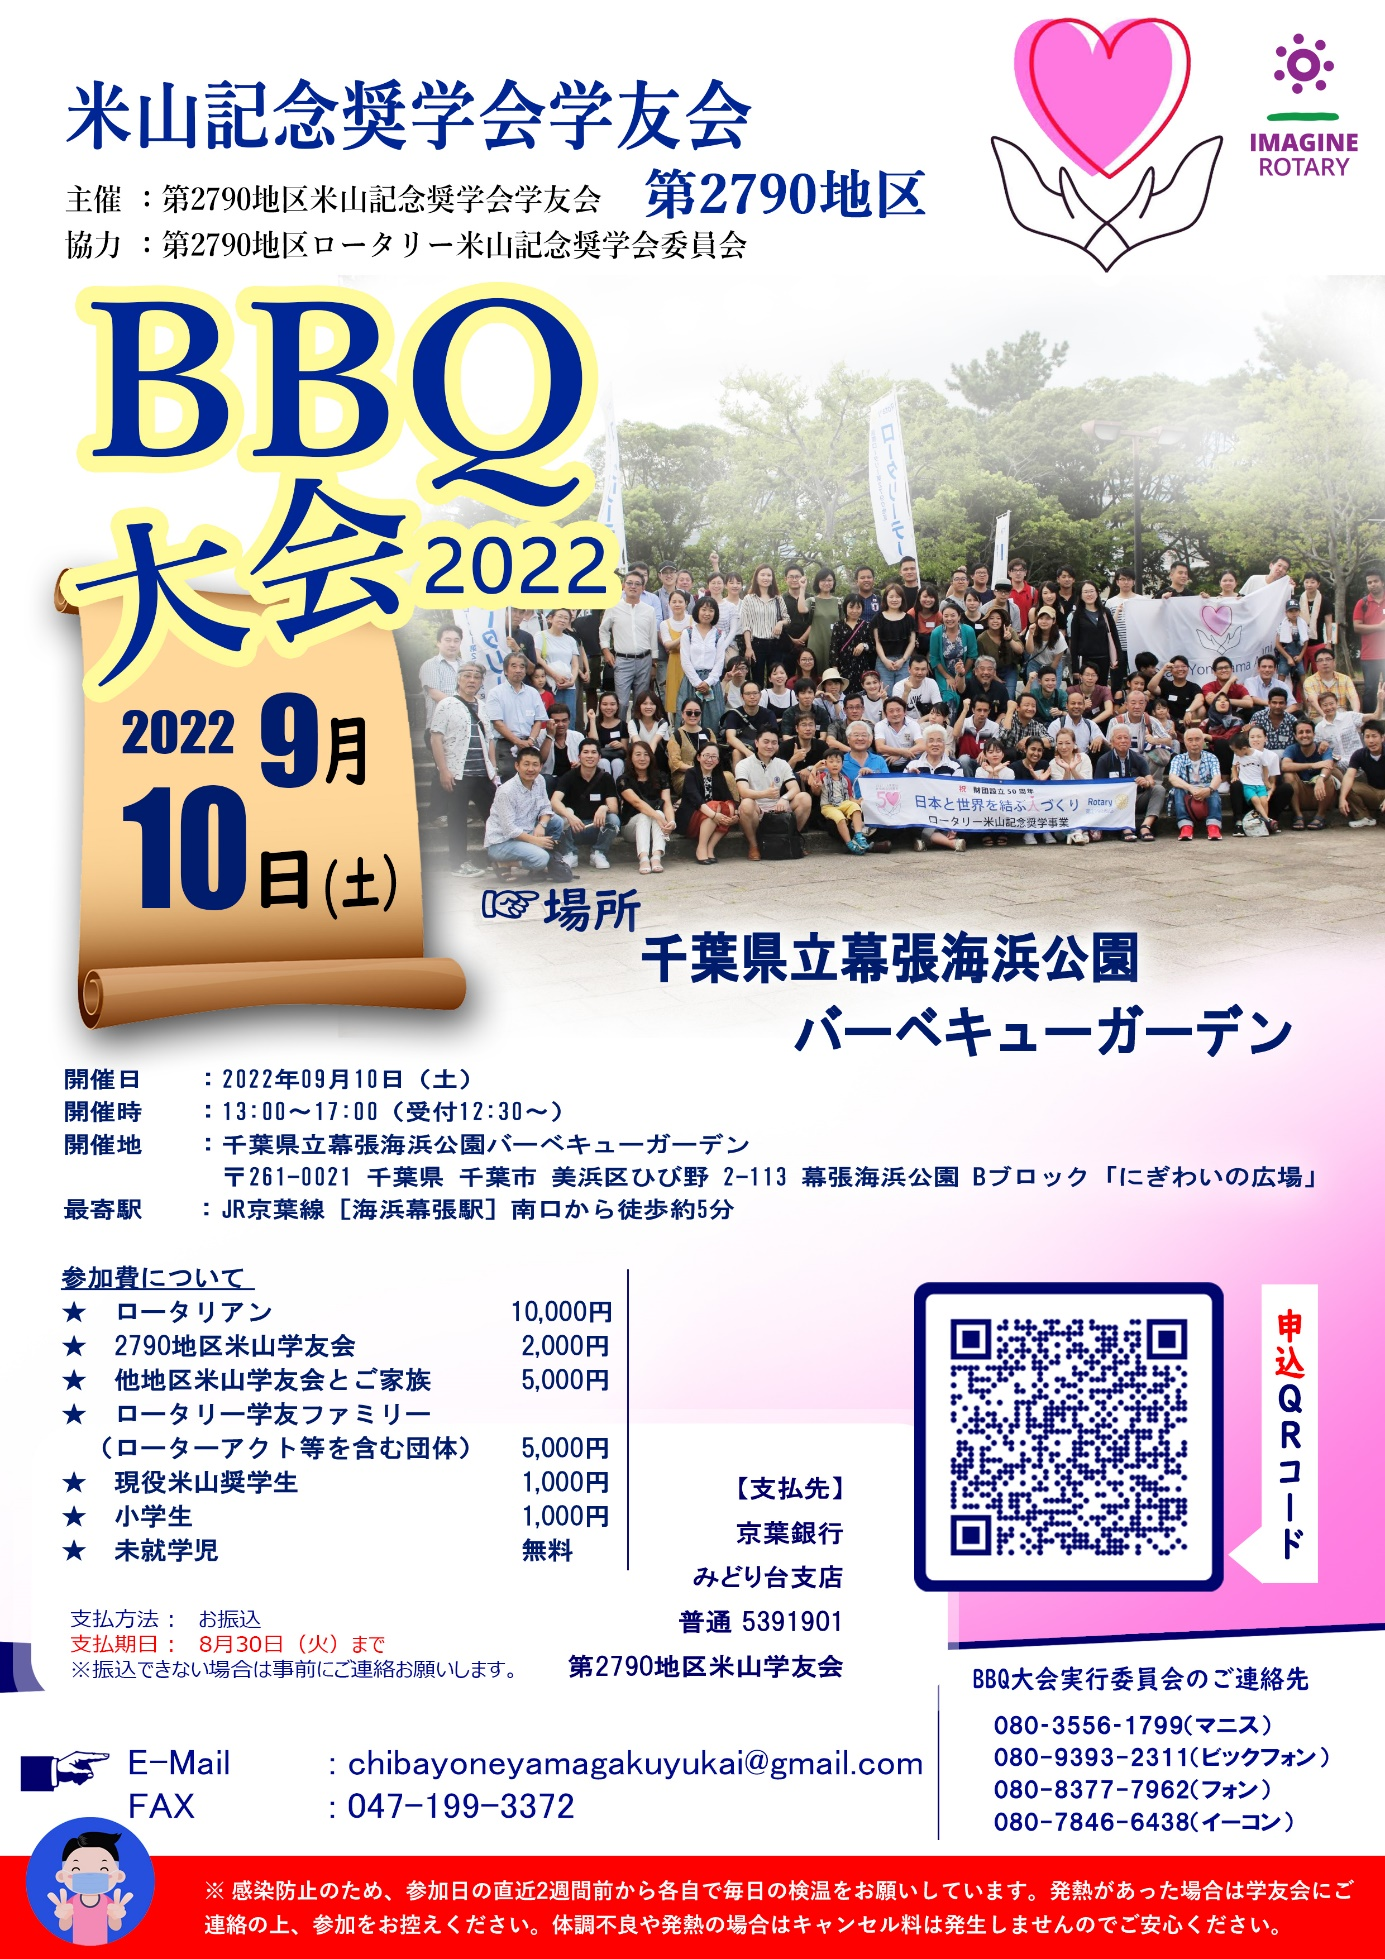 米山記念奨学会学友会
第2790地区
主催 ：第2790地区米山記念奨学会学友会
協力 ：第2790地区ロータリー米山記念奨学会委員会
IMAGINE
ROTARY
BBQ
大会2022
2022 9月
10日(土)
ロータリーデー
祝 財団設立50周年
日本と世界を結ぶ人づくり Rotary
ロータリー米山記念奨学事業
☞場所
千葉県立幕張海浜公園
バーベキューガーデン
開催日 ：2022年09月10日（土）
開催時 ：13:00～17:00（受付12:30～）
開催地 ：千葉県立幕張海浜公園バーベキューガーデン
〒261-0021 千葉県 千葉市 美浜区ひび野 2-113 幕張海浜公園 Bブロック「にぎわいの広場」
最寄駅 ：JR京葉線［海浜幕張駅］南口から徒歩約5分
参加費について
★ ロータリアン 10,000円
★ 2790地区米山学友会 2,000円
★ 他地区米山学友会とご家族 5,000円
★ ロータリー学友ファミリー
（ローターアクト等を含む団体） 5,000円
★ 現役米山奨学生 1,000円
★ 小学生 1,000円
★ 未就学児 無料
支払方法： お振込
支払期日： 8月30日（火）まで
※振込できない場合は事前にご連絡お願いします。
【支払先】
京葉銀行
みどり台支店
普通 5391901
第2790地区米山学友会
申込QRコード
BBQ大会実行委員会のご連絡先
080-3556-1799(マニス)
080-9393-2311(ビックフォン)
080-8377-7962(フォン)
080-7846-6438(イーコン)
E-Mail : chibayoneyamagakuyukai@gmail.com
FAX : 047-199-3372
※ 感染防止のため、参加日の直近2週間前から各自で毎日の検温をお願いしています。発熱があった場合は学友会にご
連絡の上、参加をお控えください。体調不良や発熱の場合はキャンセル料は発生しませんのでご安心ください。